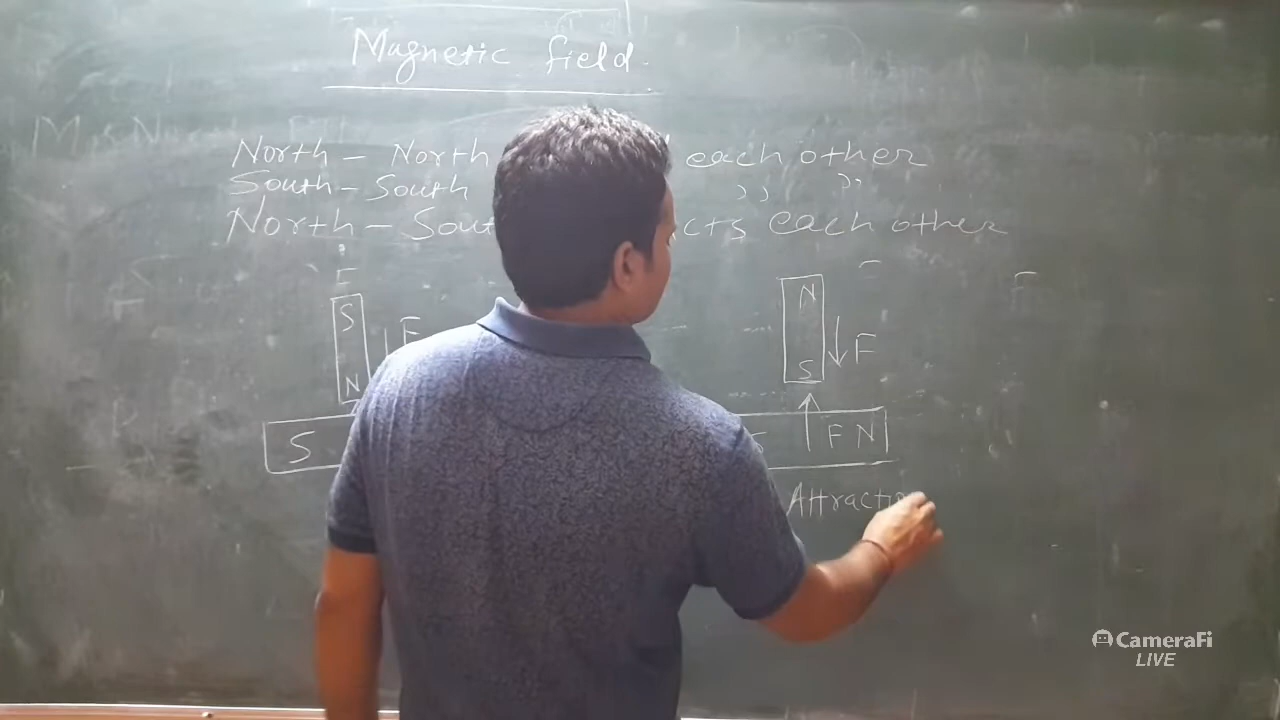 Magnetic field.
North - North each other
South - South ,, ,,
North - Sout cts each other
F
S
N
F
S
N
S
F
F N
Attractio
F
CameraFi
LIVE